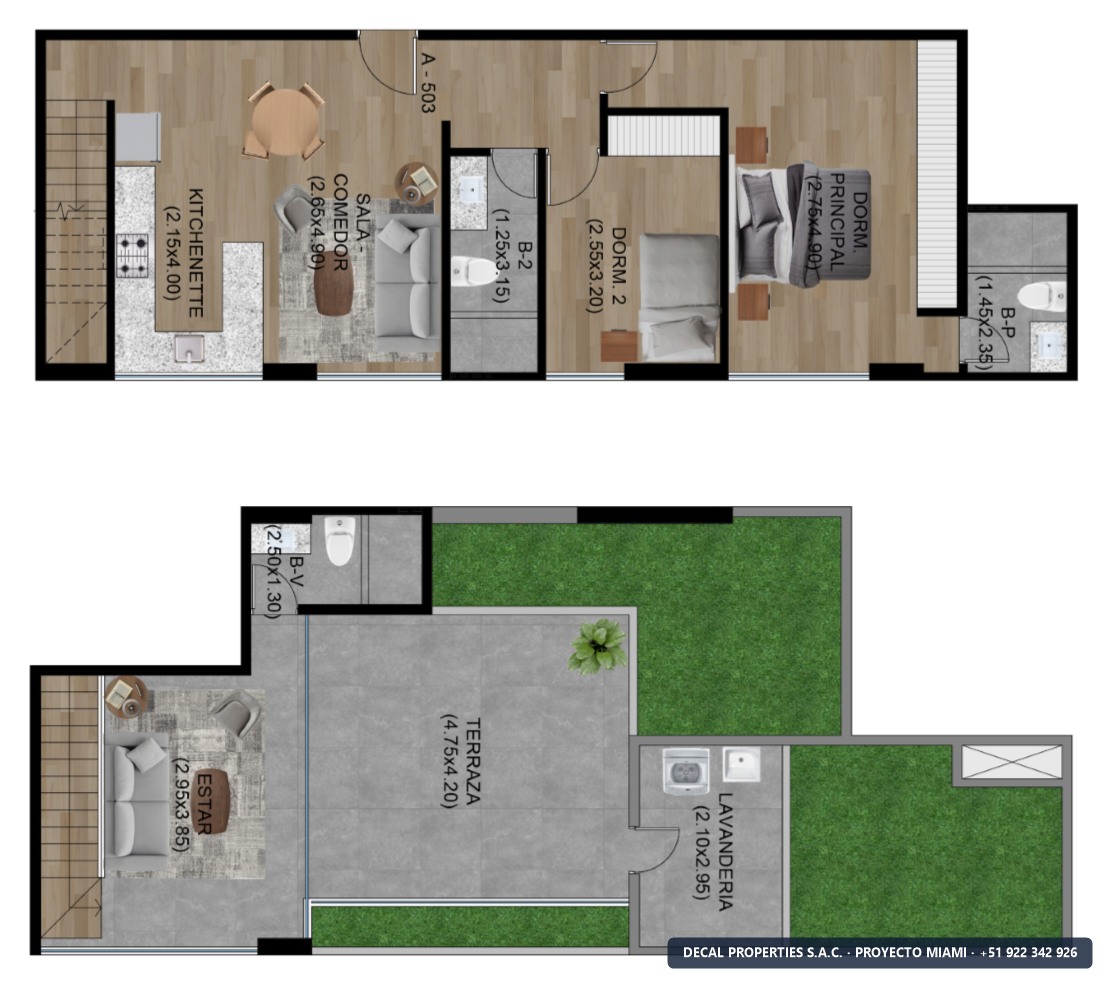 A - 503
KITCHENETTE
(2.15x4.00)
SALA -
COMEDOR
(2.65x4.90)
B-2
(1.25x3.15)
DORM. 2
(2.55x3.20)
DORM.
PRINCIPAL
(2.75x4.90)
B-P
(1.45x2.35)
B-V
(2.50x1.30)
ESTAR
(2.95x3.85)
TERRAZA
(4.75x4.20)
LAVANDERIA
(2.10x2.95)
DECAL PROPERTIES S.A.C. · PROYECTO MIAMI · +51 922 342 926